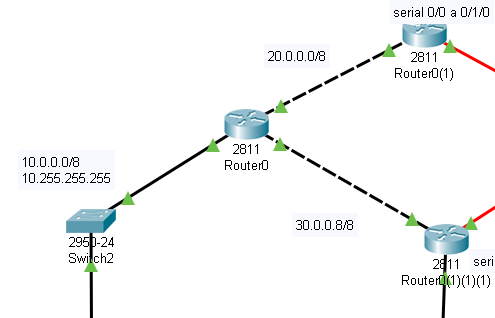 serial 0/0 a 0/1/0
20.0.0.0/8
2811
Router0(1)
2811
Router0
10.0.0.0/8
10.255.255.255
30.0.0.8/8
2950-24
Switch2
2811
Router0(1)(1)(1)
seri